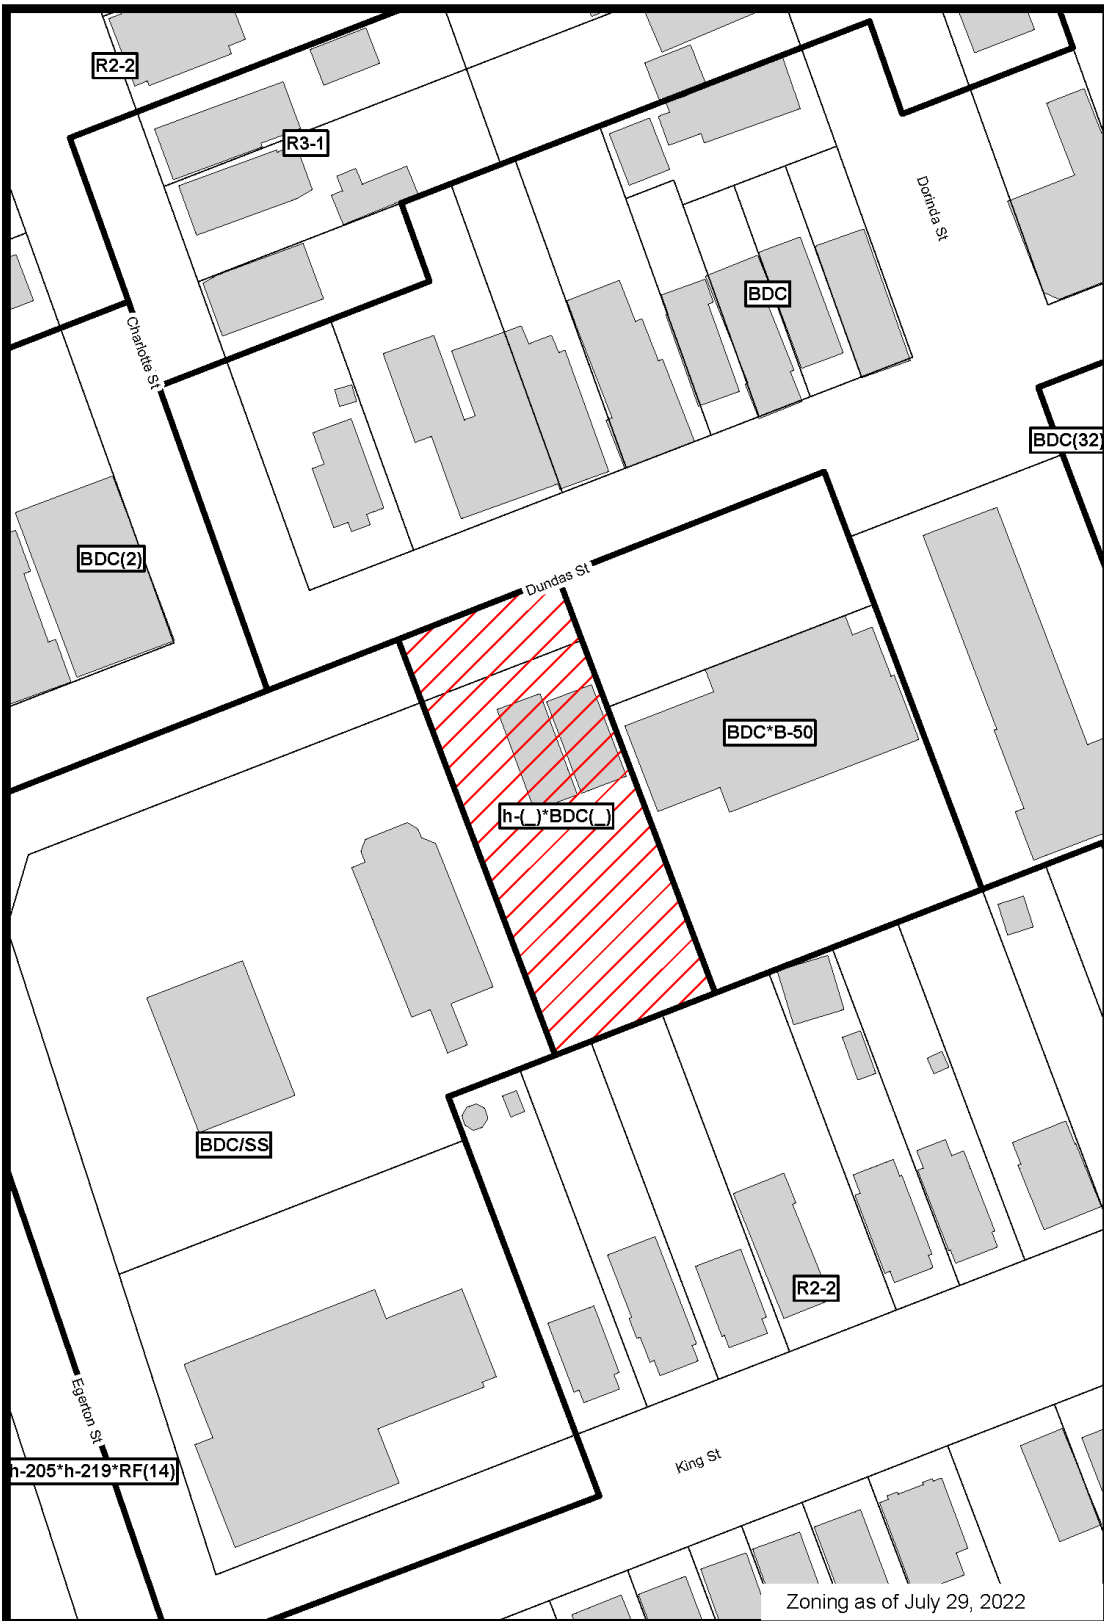 R2-2
R3-1
Dorinda St
BDC
Charlotte St
BDC(32)
BDC(2)
Dundas St
BDC*B-50
h-(_)*BDC(_)
BDC/SS
R2-2
Egerton St
King St
h-205*h-219*RF(14)
Zoning as of July 29, 2022